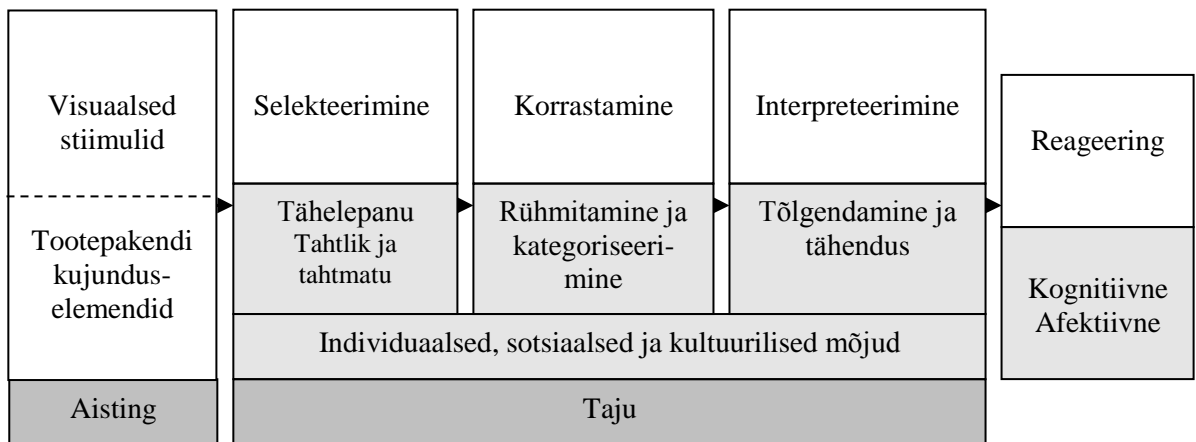 Visuaalsed
stiimulid
Tootepakendi
kujundus-
elemendid
Aisting
Selekteerimine
Tähelepanu
Tahtlik ja
tahtmatu
Korrastamine
Rühmitamine ja
kategoriseeri-
mine
Interpreteerimine
Tõlgendamine ja
tähendus
Individuaalsed, sotsiaalsed ja kultuurilised mõjud
Taju
Reageering
Kognitiivne
Afektiivne